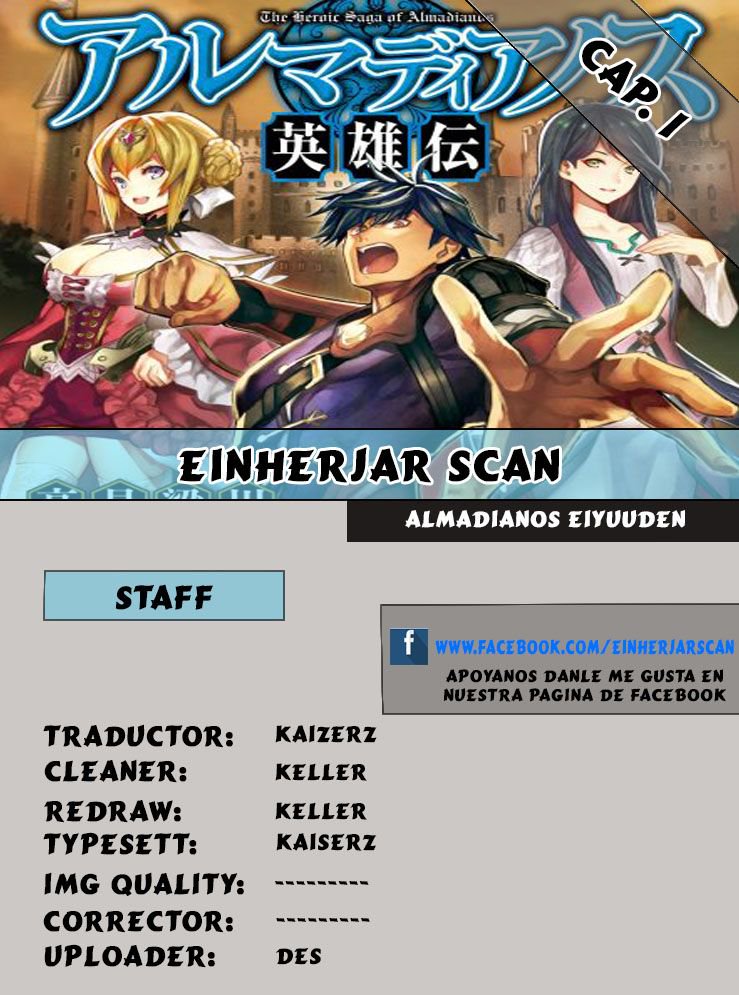 The Heroic Saga of Almadianos
アルマディアノス
CAP. 1
英雄伝
EINHERJAR SCAN
ALMADIANOS EIYUUDEN
STAFF
f WWW.FACEBOOK.COM/EINHERJARSCAN
APOYANOS DANLE ME GUSTA EN
NUESTRA PAGINA DE FACEBOOK
TRADUCTOR: KAIZERZ
CLEANER: KELLER
REDRAW: KELLER
TYPESETT: KAISERZ
IMG QUALITY: ---------
CORRECTOR: ---------
UPLOADER: DES